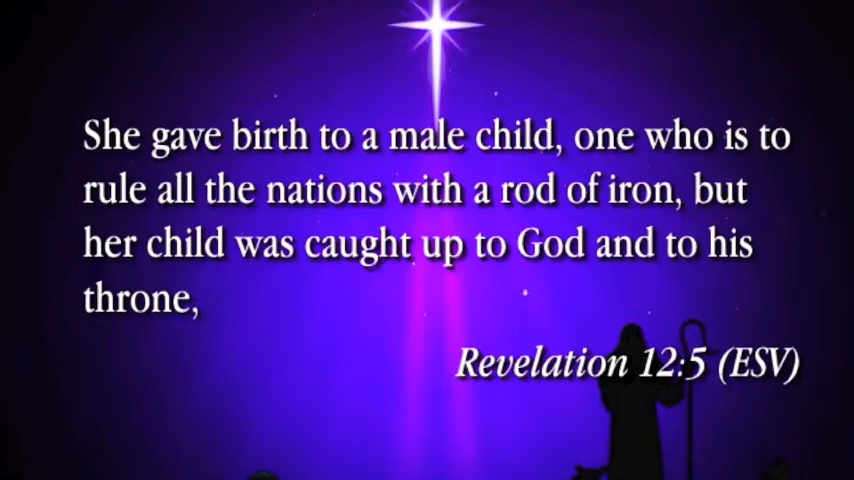 She gave birth to a male child, one who is to
rule all the nations with a rod of iron, but
her child was caught up to God and to his
throne,
Revelation 12:5 (ESV)